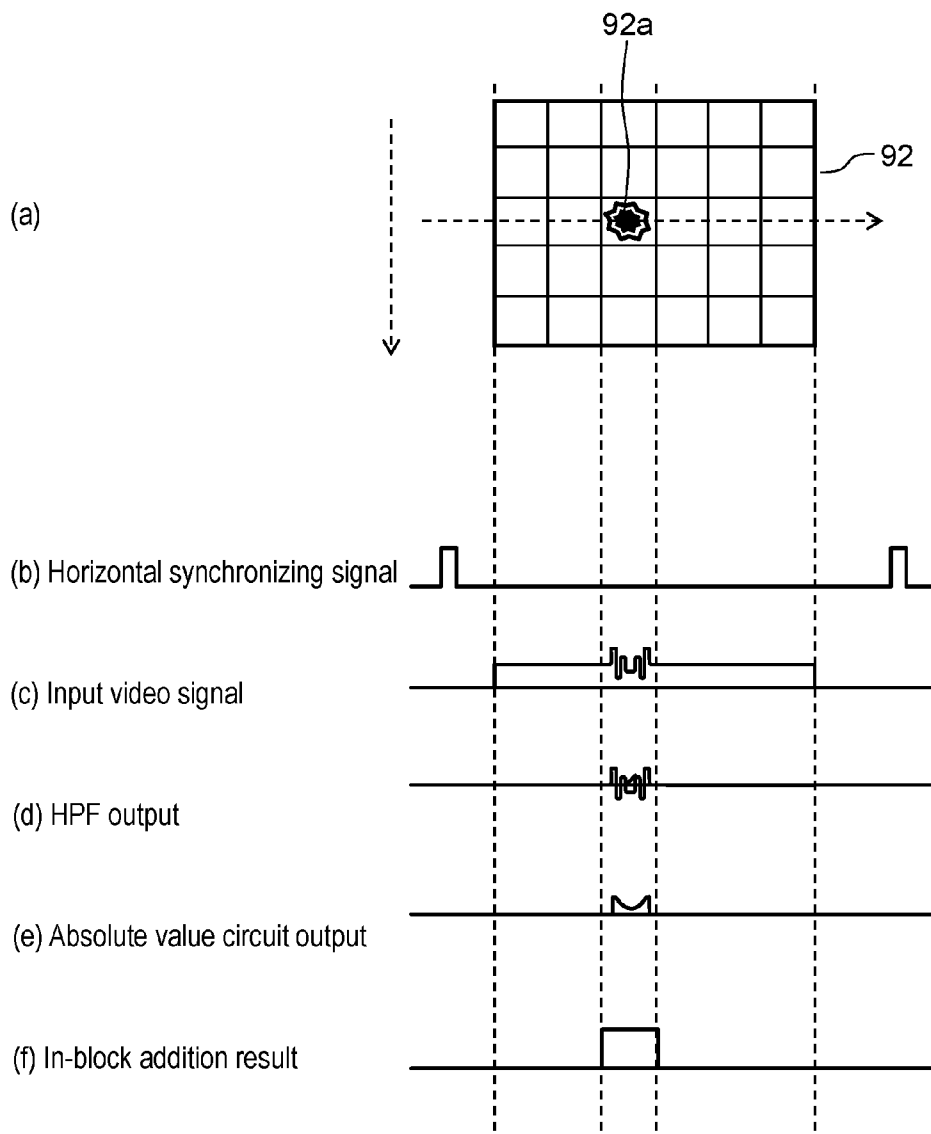 92a
92
(a)
(b) Horizontal synchronizing signal
(c) Input video signal
(d) HPF output
(e) Absolute value circuit output
(f) In-block addition result